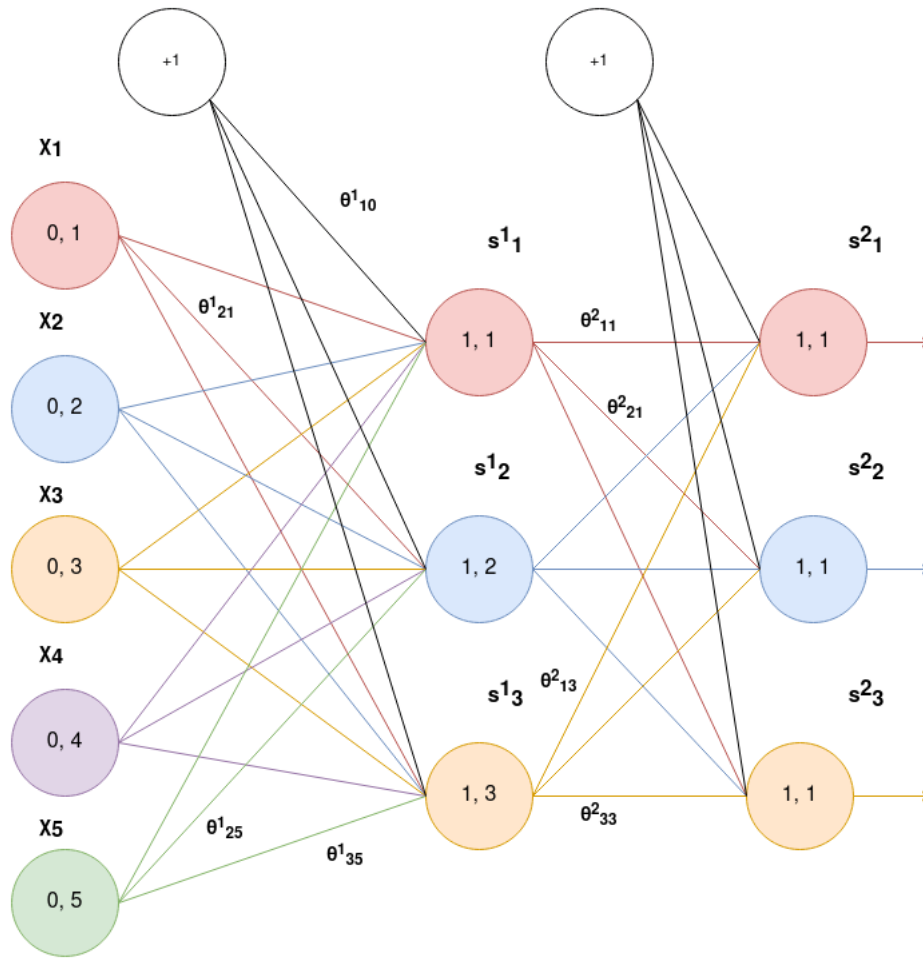 +1
+1
X1
θ¹₁₀
0, 1
s¹₁
s²₁
θ¹₂₁
X2
θ²₁₁
1, 1
1, 1
0, 2
θ²₂₁
s¹₂
s²₂
X3
0, 3
1, 2
1, 1
X4
θ²₁₃
s¹₃
s²₃
0, 4
1, 3
1, 1
X5
θ¹₂₅
θ²₃₃
θ¹₃₅
0, 5